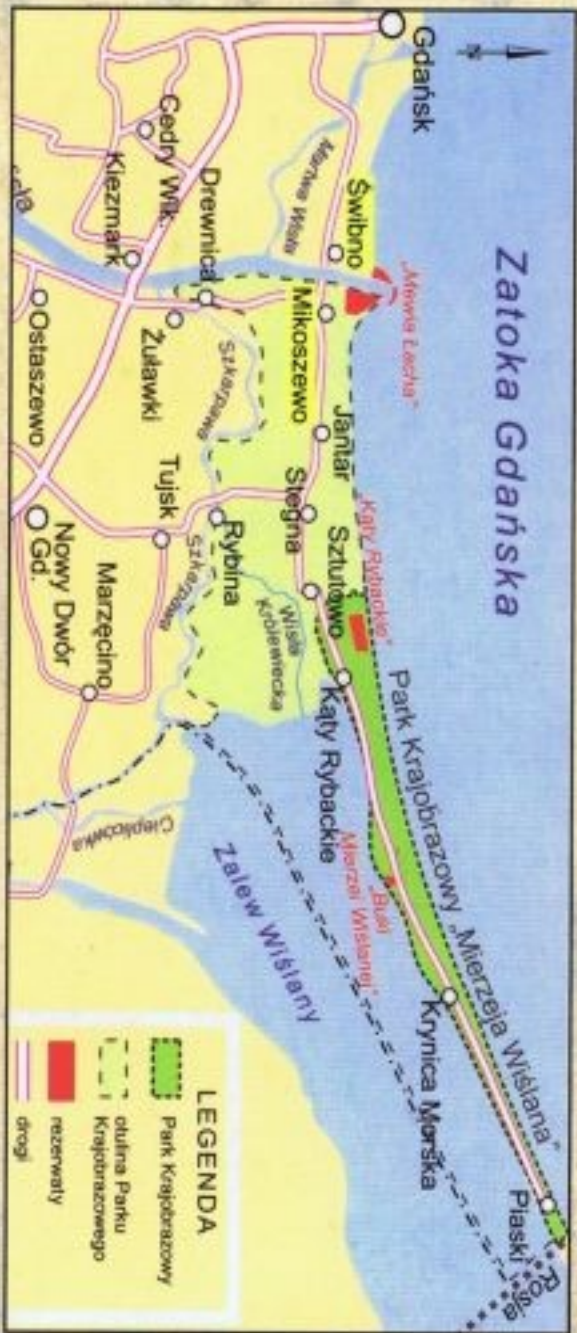 Zatoka Gdańska
Gdańsk
Świbno
„Mewia Łacha”
Mikoszewo
Jantar
Stegna
Sztutowo
„Kąty Rybackie”
Kąty Rybackie
Park Krajobrazowy „Mierzeja Wiślana”
„Buki
Mierzei Wiślanej”
Krynica Morska
Piaski
Martwa Wisła
Cedry Wlk.
Kiezmark
Drewnica
Żuławki
Ostaszewo
Szkarpawa
Rybina
Wisła
Królewiecka
Tujsk
Szkarpawa
Nowy Dwór
Gd.
Marzęcino
Cieplicówka
Zalew Wiślany
LEGENDA
Park Krajobrazowy
otulina Parku
Krajobrazowego
rezerwaty
drogi